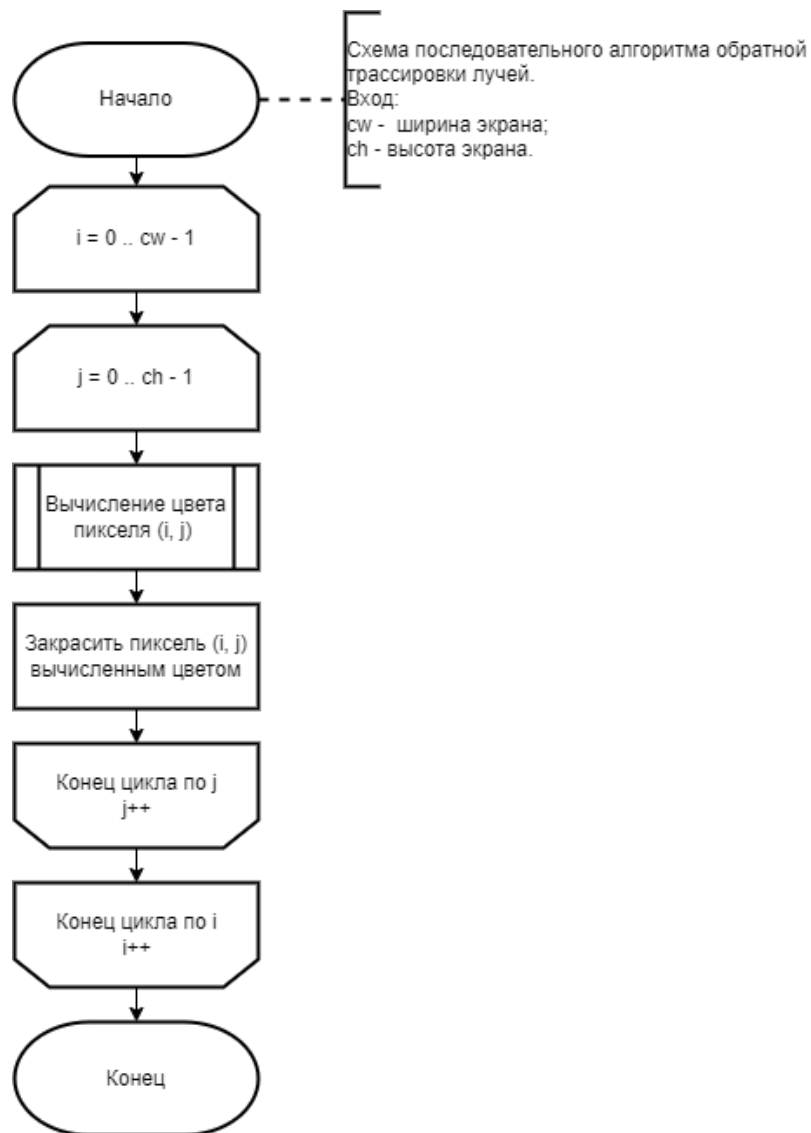 Начало
Схема последовательного алгоритма обратной
трассировки лучей.
Вход:
cw - ширина экрана;
ch - высота экрана.
i = 0 .. cw - 1
j = 0 .. ch - 1
Вычисление цвета
пикселя (i, j)
Закрасить пиксель (i, j)
вычисленным цветом
Конец цикла по j
j++
Конец цикла по i
i++
Конец